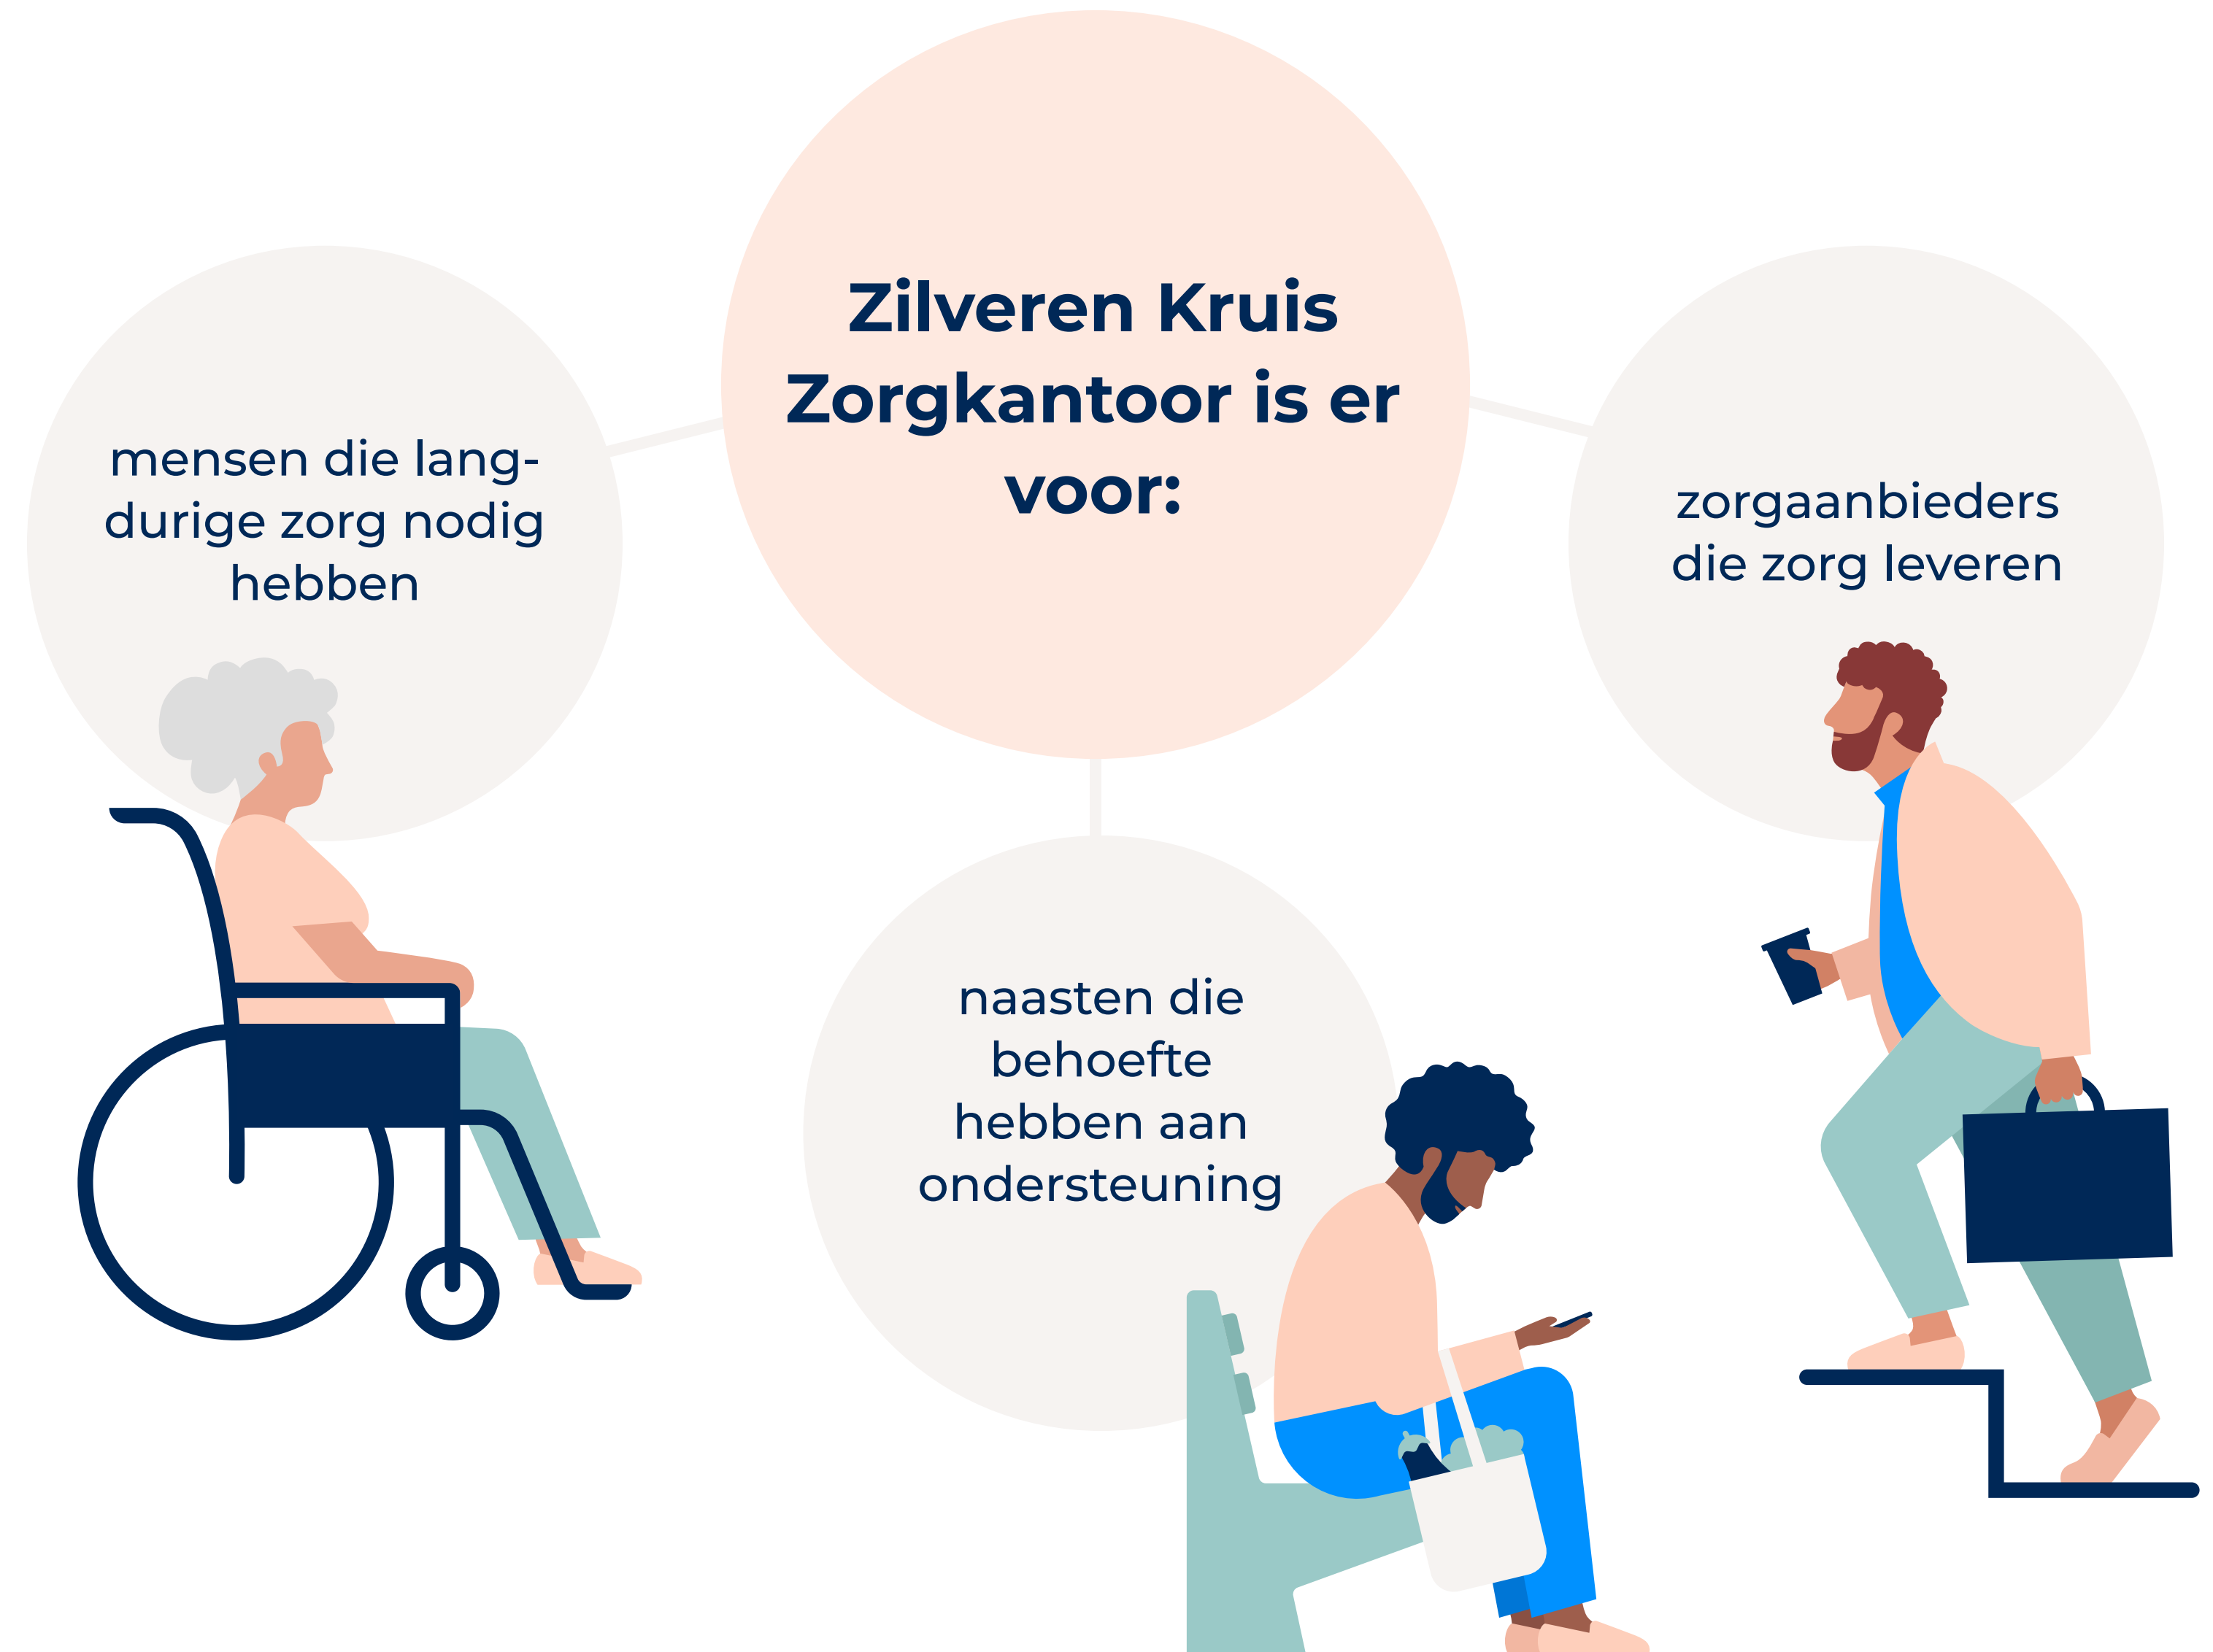 Zilveren Kruis
Zorgkantoor is er
voor:
mensen die lang-
durige zorg nodig
hebben
naasten die
behoefte
hebben aan
ondersteuning
zorgaanbieders
die zorg leveren